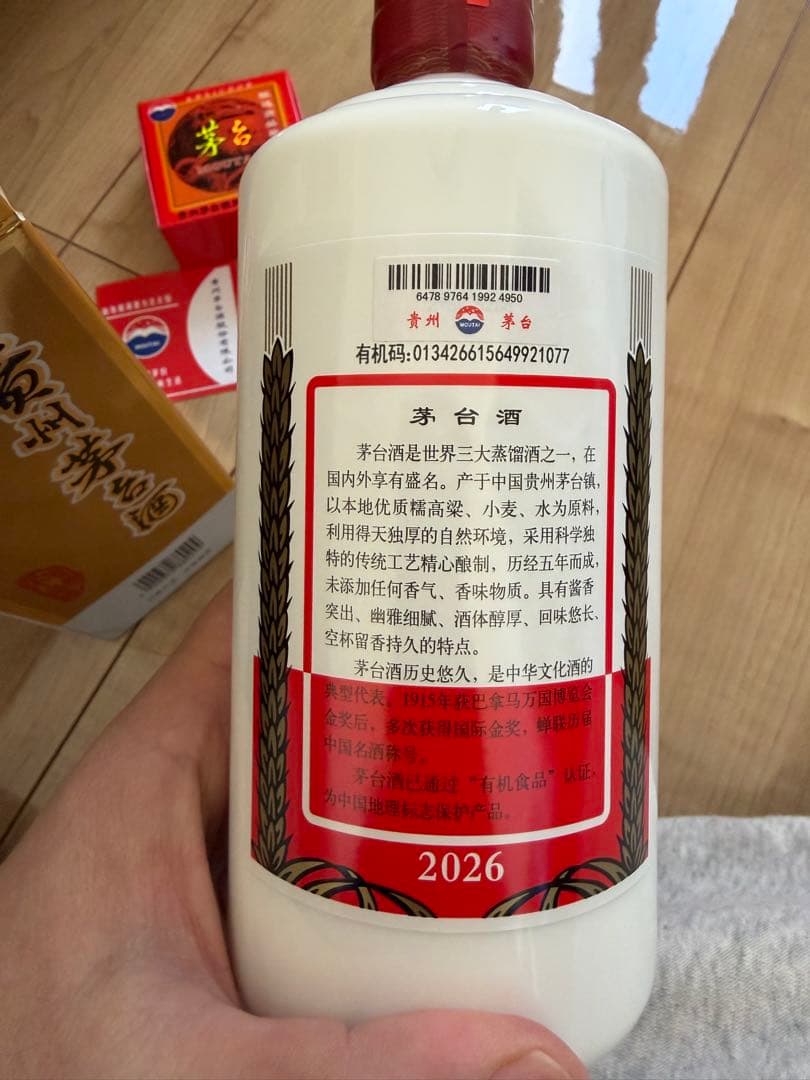 茅台
MOUTAI
贵州茅台酒
6478 9764 1992 4950
貴州 MOUTAI 茅台
有机码:013426615649921077
茅台酒
茅台酒是世界三大蒸馏酒之一，在
国内外享有盛名。产于中国贵州茅台镇，
以本地优质糯高粱、小麦、水为原料，
利用得天独厚的自然环境，采用科学独
特的传统工艺精心酿制，历经五年而成，
未添加任何香气、香味物质。具有酱香
突出、幽雅细腻、酒体醇厚、回味悠长、
空杯留香持久的特点。
茅台酒历史悠久，是中华文化酒的
典型代表。1915年获巴拿马万国博览会
金奖后，多次获得国际金奖，蝉联历届
中国名酒称号。
茅台酒已通过“有机食品”认证，
为中国地理标志保护产品。
2026